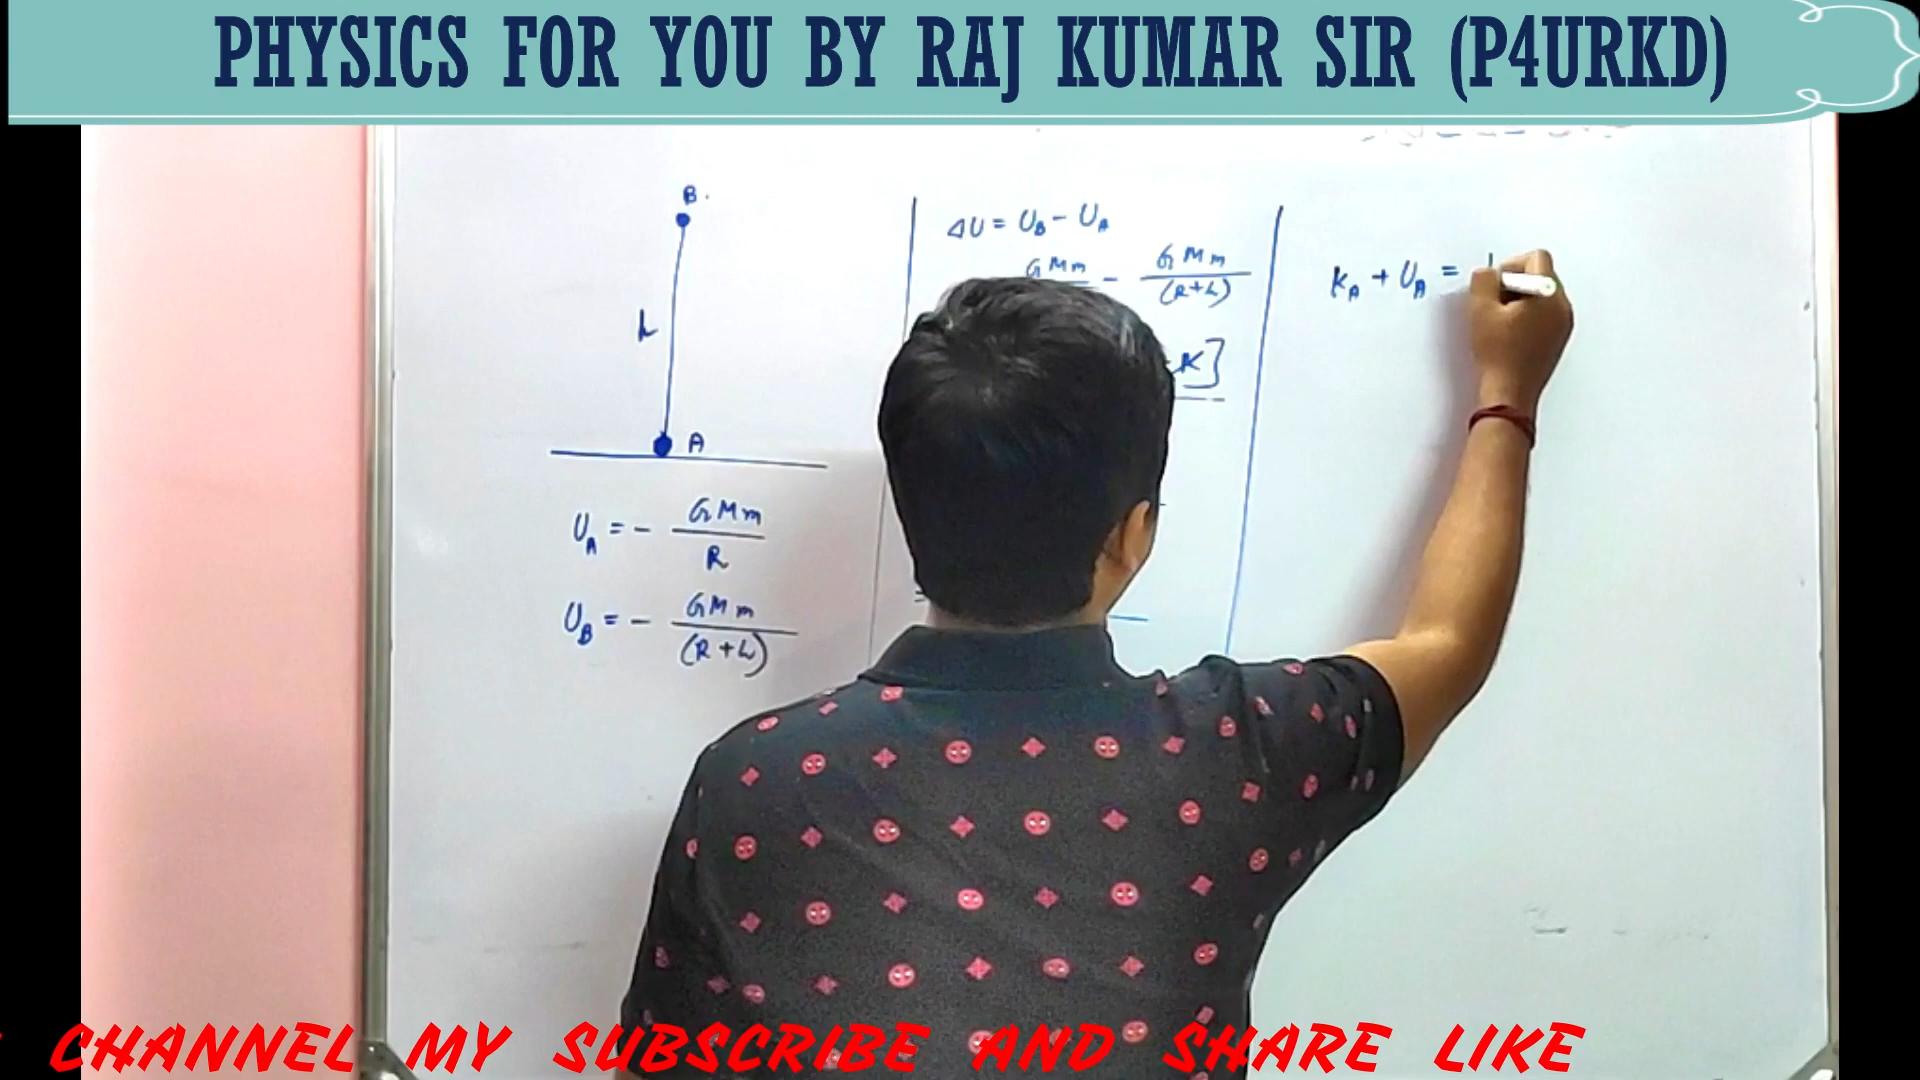 PHYSICS FOR YOU BY RAJ KUMAR SIR (P4URKD)
B.
h
A
U_A = - GMm / R
U_B = - GMm / (R+h)
ΔU = U_B - U_A
GMm - GMm / (R+h)
]
K_A + U_A =
CHANNEL MY SUBSCRIBE AND SHARE LIKE